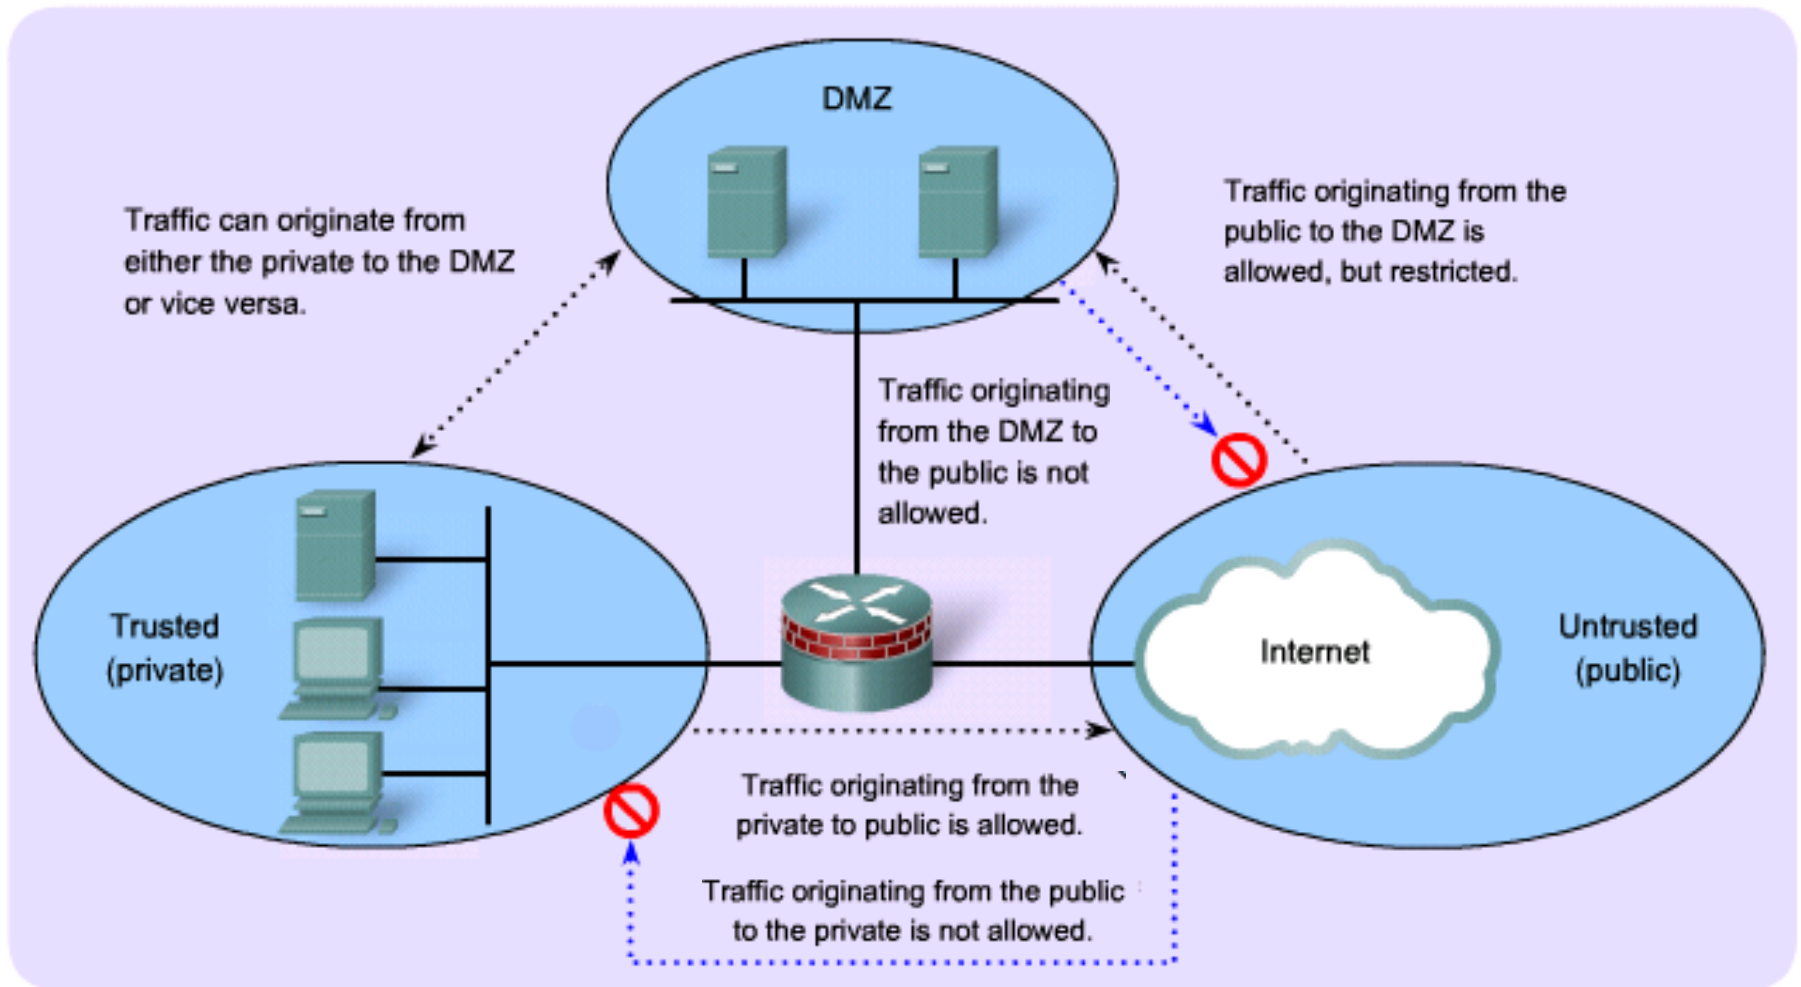 DMZ
Traffic can originate from
either the private to the DMZ
or vice versa.
Traffic originating from the
public to the DMZ is
allowed, but restricted.
Traffic originating
from the DMZ to
the public is not
allowed.
Trusted
(private)
Internet
Untrusted
(public)
Traffic originating from the
private to public is allowed.
Traffic originating from the public
to the private is not allowed.